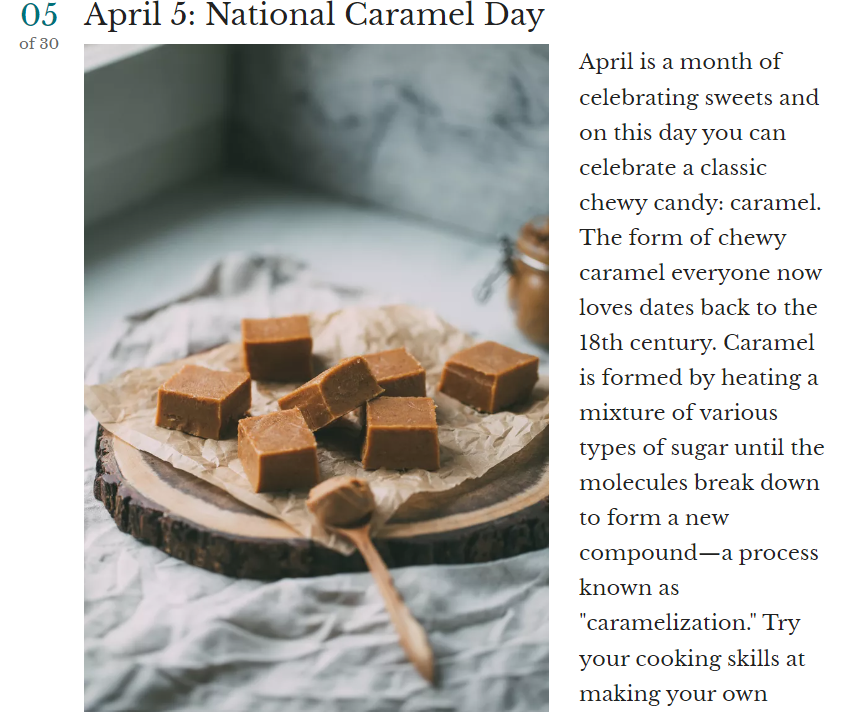 05
of 30
April 5: National Caramel Day
April is a month of
celebrating sweets and
on this day you can
celebrate a classic
chewy candy: caramel.
The form of chewy
caramel everyone now
loves dates back to the
18th century. Caramel
is formed by heating a
mixture of various
types of sugar until the
molecules break down
to form a new
compound—a process
known as
"caramelization." Try
your cooking skills at
making your own